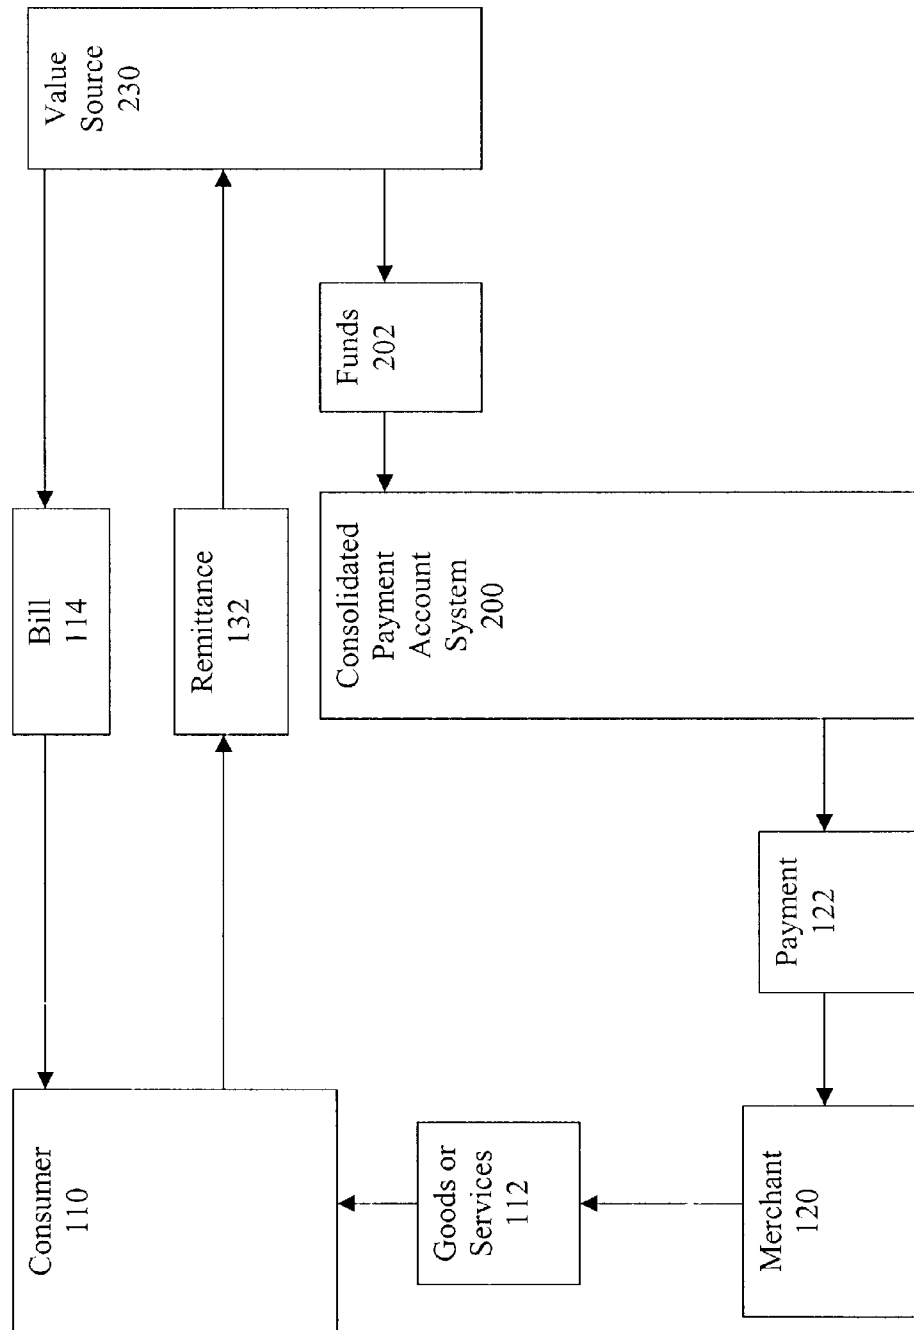 Consumer
110
Bill
114
Value
Source
230
Remittance
132
Goods or
Services
112
Funds
202
Consolidated
Payment
Account
System
200
Merchant
120
Payment
122